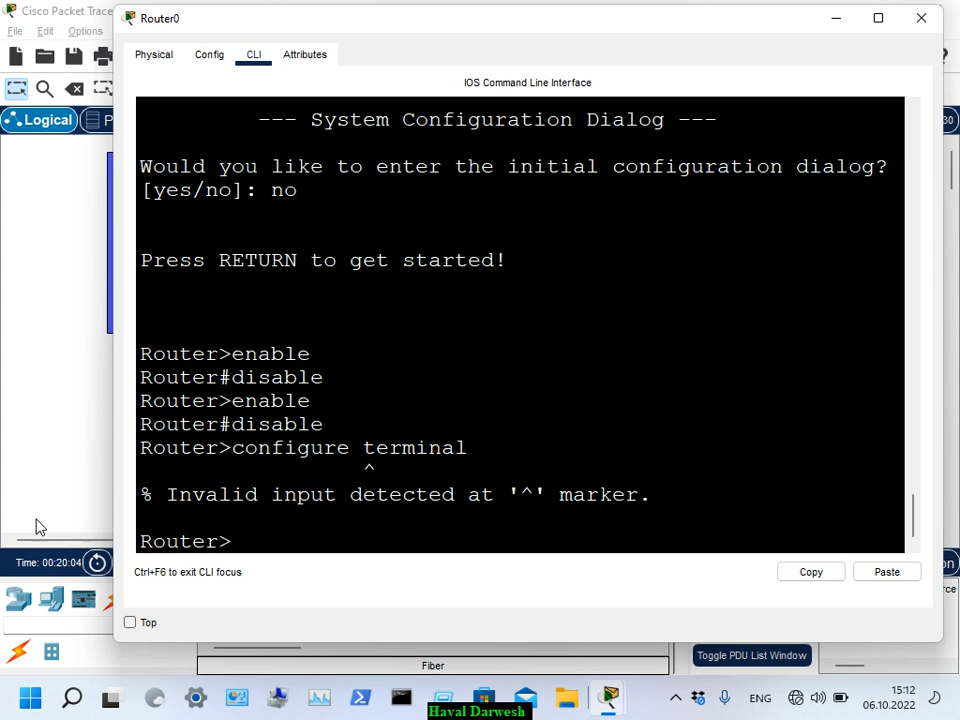 Cisco Packet Trace
Router0
File Edit Options
Physical Config CLI Attributes
IOS Command Line Interface
Logical P
30
--- System Configuration Dialog ---
Would you like to enter the initial configuration dialog?
[yes/no]: no
Press RETURN to get started!
Router>enable
Router#disable
Router>enable
Router#disable
Router>configure terminal
^
% Invalid input detected at '^' marker.
Router>
Time: 00:20:04
on
Ctrl+F6 to exit CLI focus
Copy Paste
rce
Top
Toggle PDU List Window
Fiber
ENG
15:12
06.10.2022
Haval Darwesh